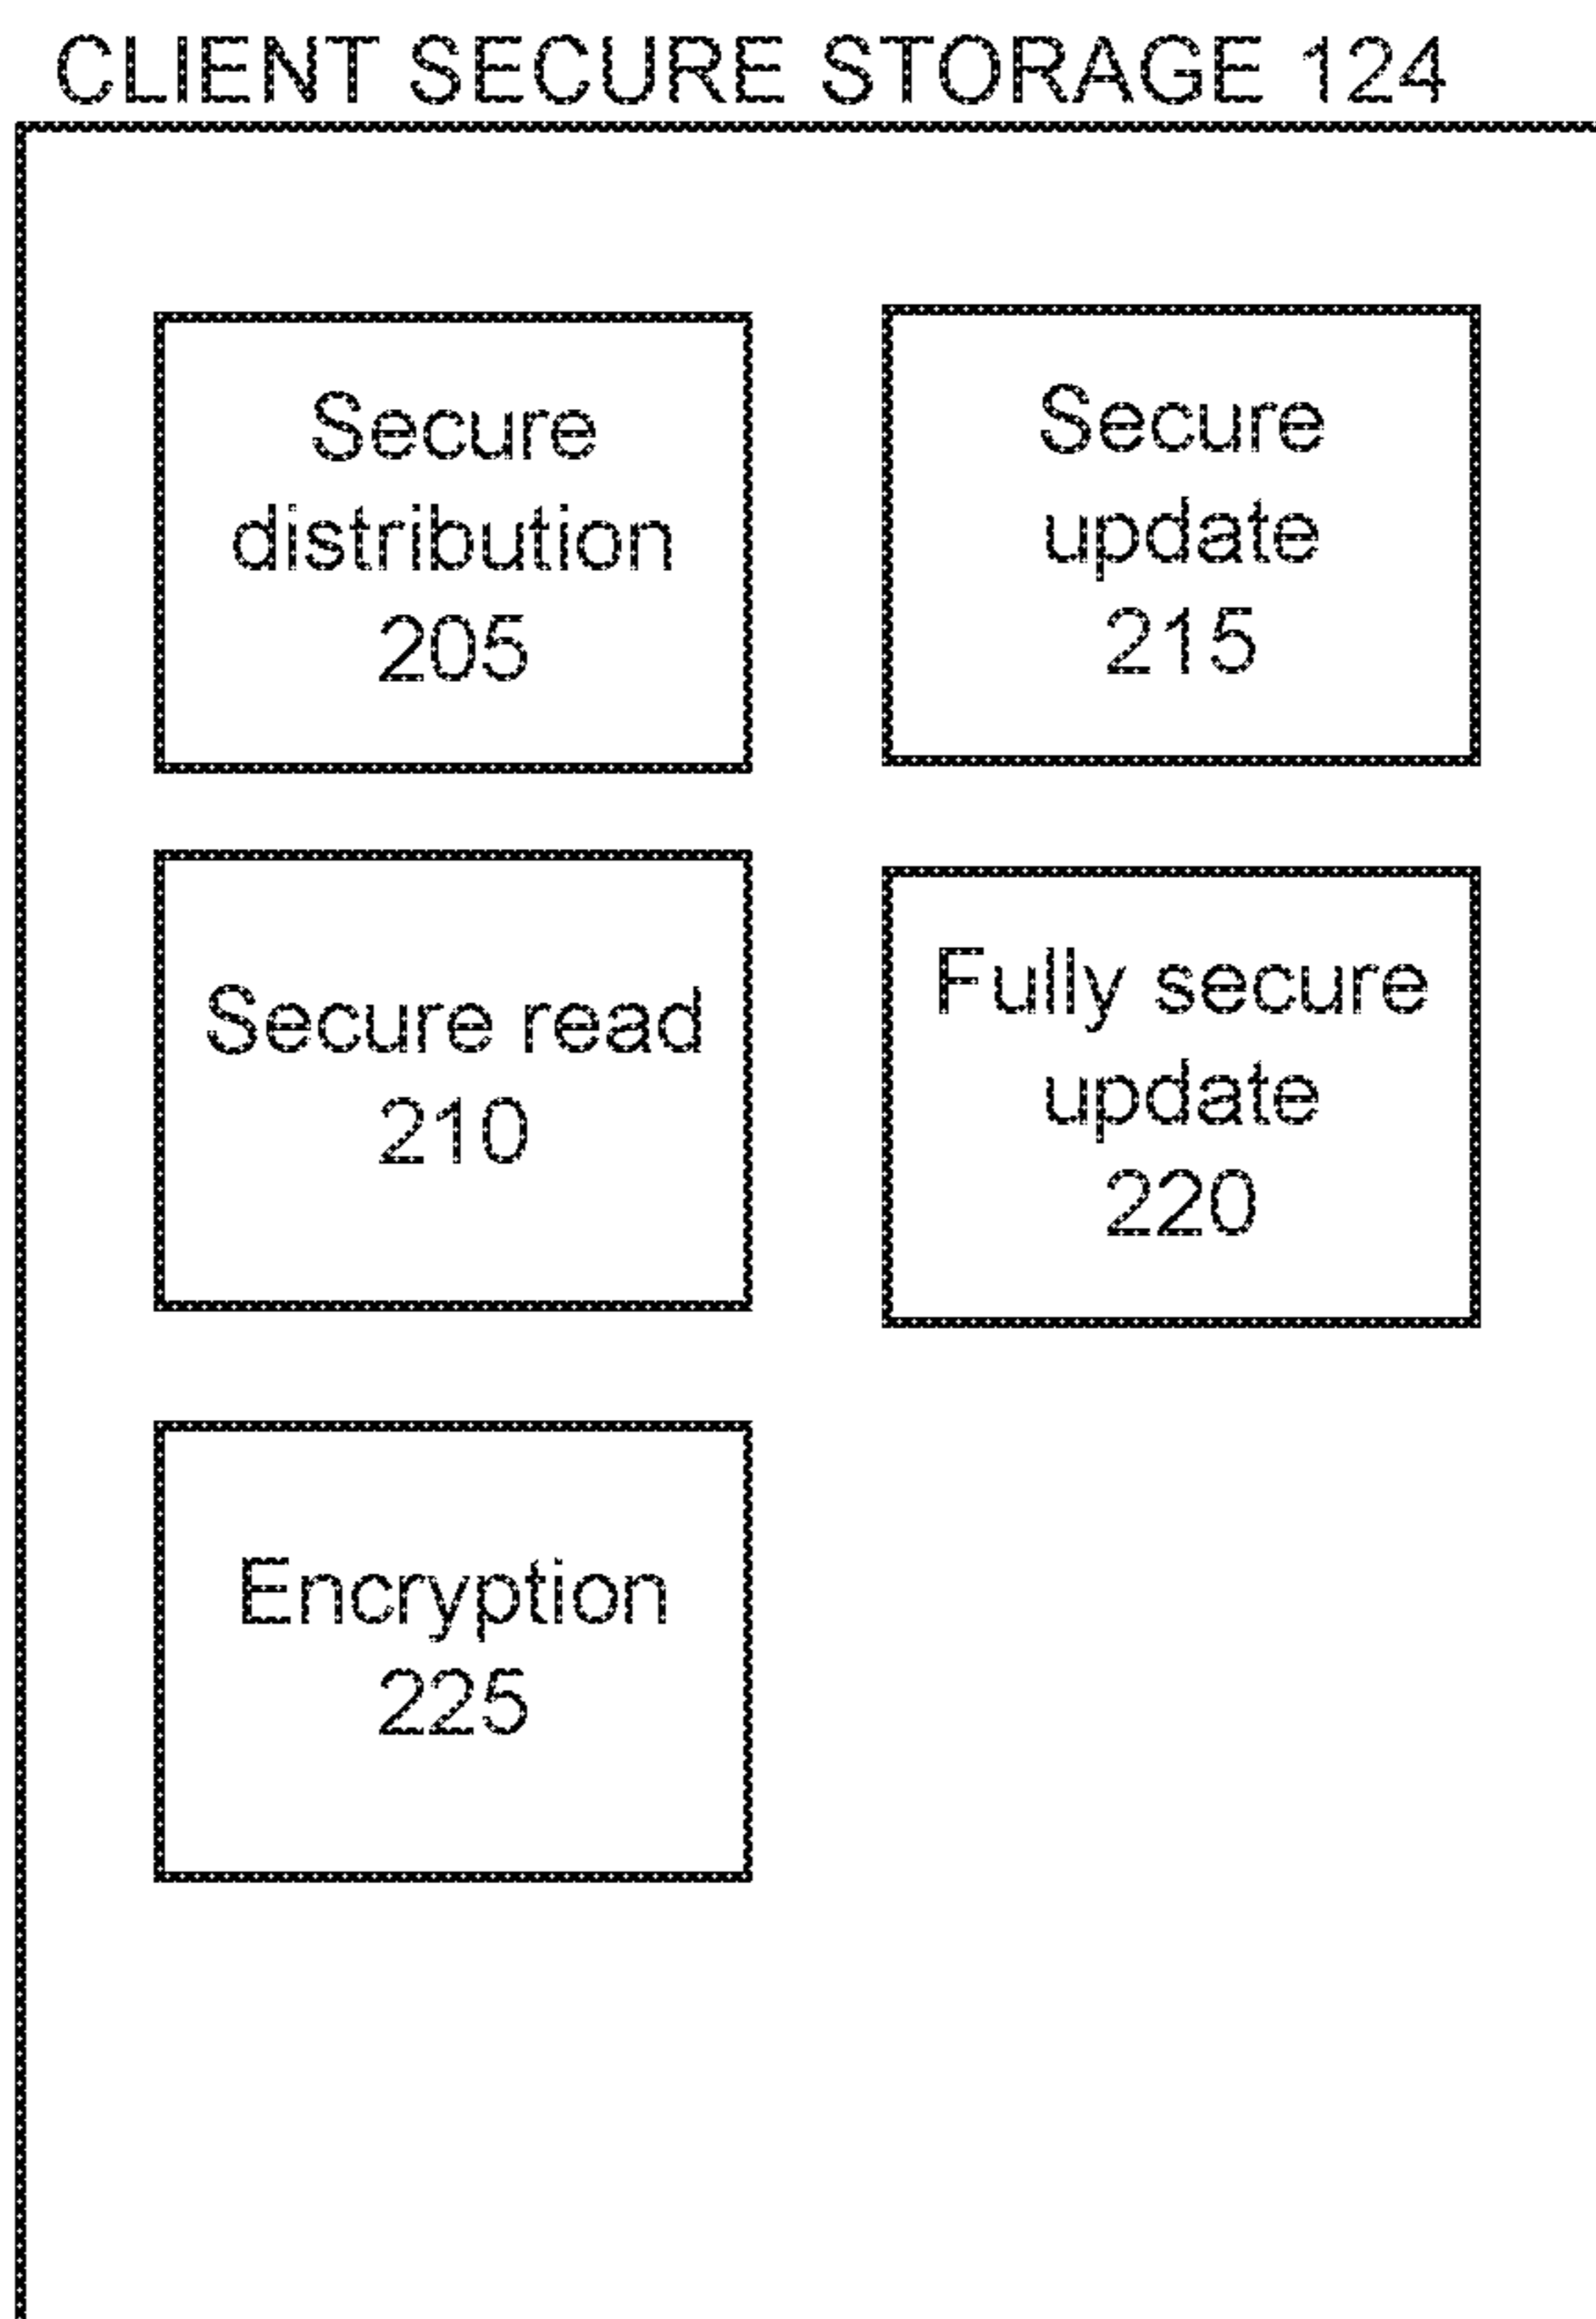 CLIENT SECURE STORAGE 124
Secure
distribution
205
Secure
update
215
Secure read
210
Fully secure
update
220
Encryption
225